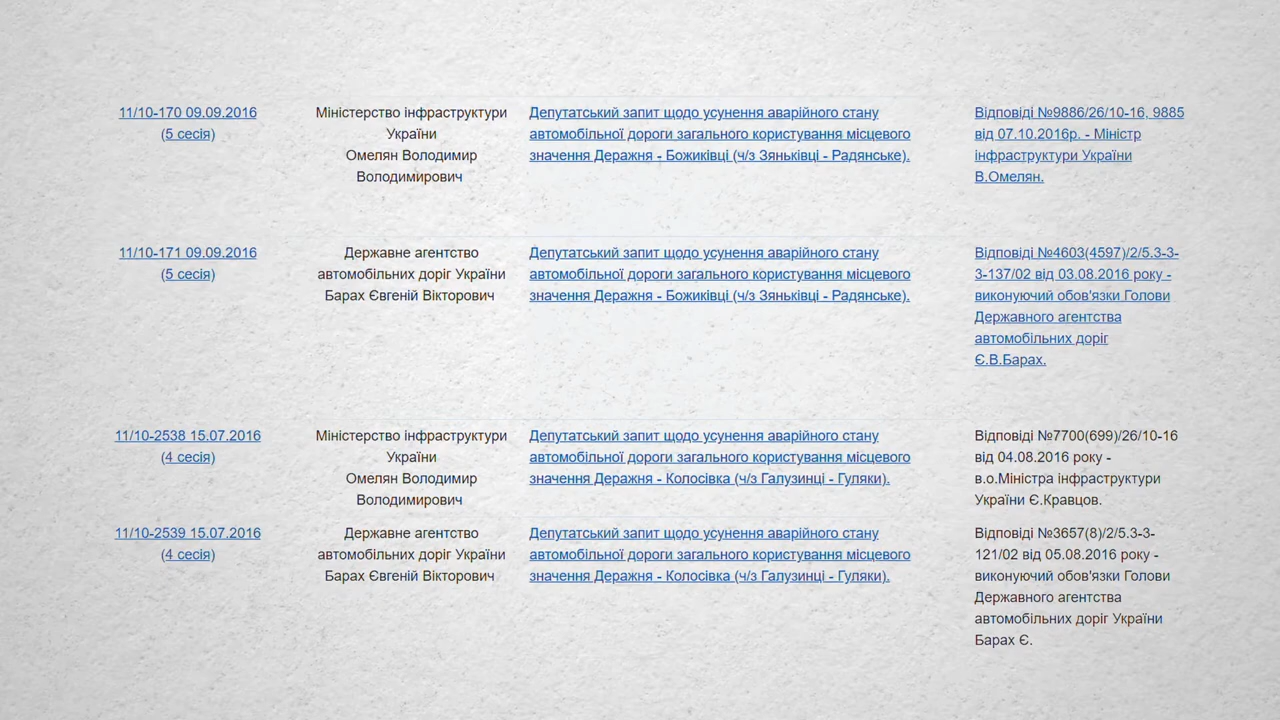 11/10-170 09.09.2016
(5 сесія)
Міністерство інфраструктури
України
Омелян Володимир
Володимирович
Депутатський запит щодо усунення аварійного стану
автомобільної дороги загального користування місцевого
значення Деражня - Божиківці (ч/з Зяньківці - Радянське).
Відповіді №9886/26/10-16, 9885
від 07.10.2016р. - Міністр
інфраструктури України
В.Омелян.
11/10-171 09.09.2016
(5 сесія)
Державне агентство
автомобільних доріг України
Барах Євгеній Вікторович
Депутатський запит щодо усунення аварійного стану
автомобільної дороги загального користування місцевого
значення Деражня - Божиківці (ч/з Зяньківці - Радянське).
Відповіді №4603(4597)/2/5.3-3-
3-137/02 від 03.08.2016 року -
виконуючий обов'язки Голови
Державного агентства
автомобільних доріг
Є.В.Барах.
11/10-2538 15.07.2016
(4 сесія)
Міністерство інфраструктури
України
Омелян Володимир
Володимирович
Депутатський запит щодо усунення аварійного стану
автомобільної дороги загального користування місцевого
значення Деражня - Колосівка (ч/з Галузинці - Гуляки).
Відповіді №7700(699)/26/10-16
від 04.08.2016 року -
в.о.Міністра інфраструктури
України Є.Кравцов.
11/10-2539 15.07.2016
(4 сесія)
Державне агентство
автомобільних доріг України
Барах Євгеній Вікторович
Депутатський запит щодо усунення аварійного стану
автомобільної дороги загального користування місцевого
значення Деражня - Колосівка (ч/з Галузинці - Гуляки).
Відповіді №3657(8)/2/5.3-3-
121/02 від 05.08.2016 року -
виконуючий обов'язки Голови
Державного агентства
автомобільних доріг України
Барах Є.